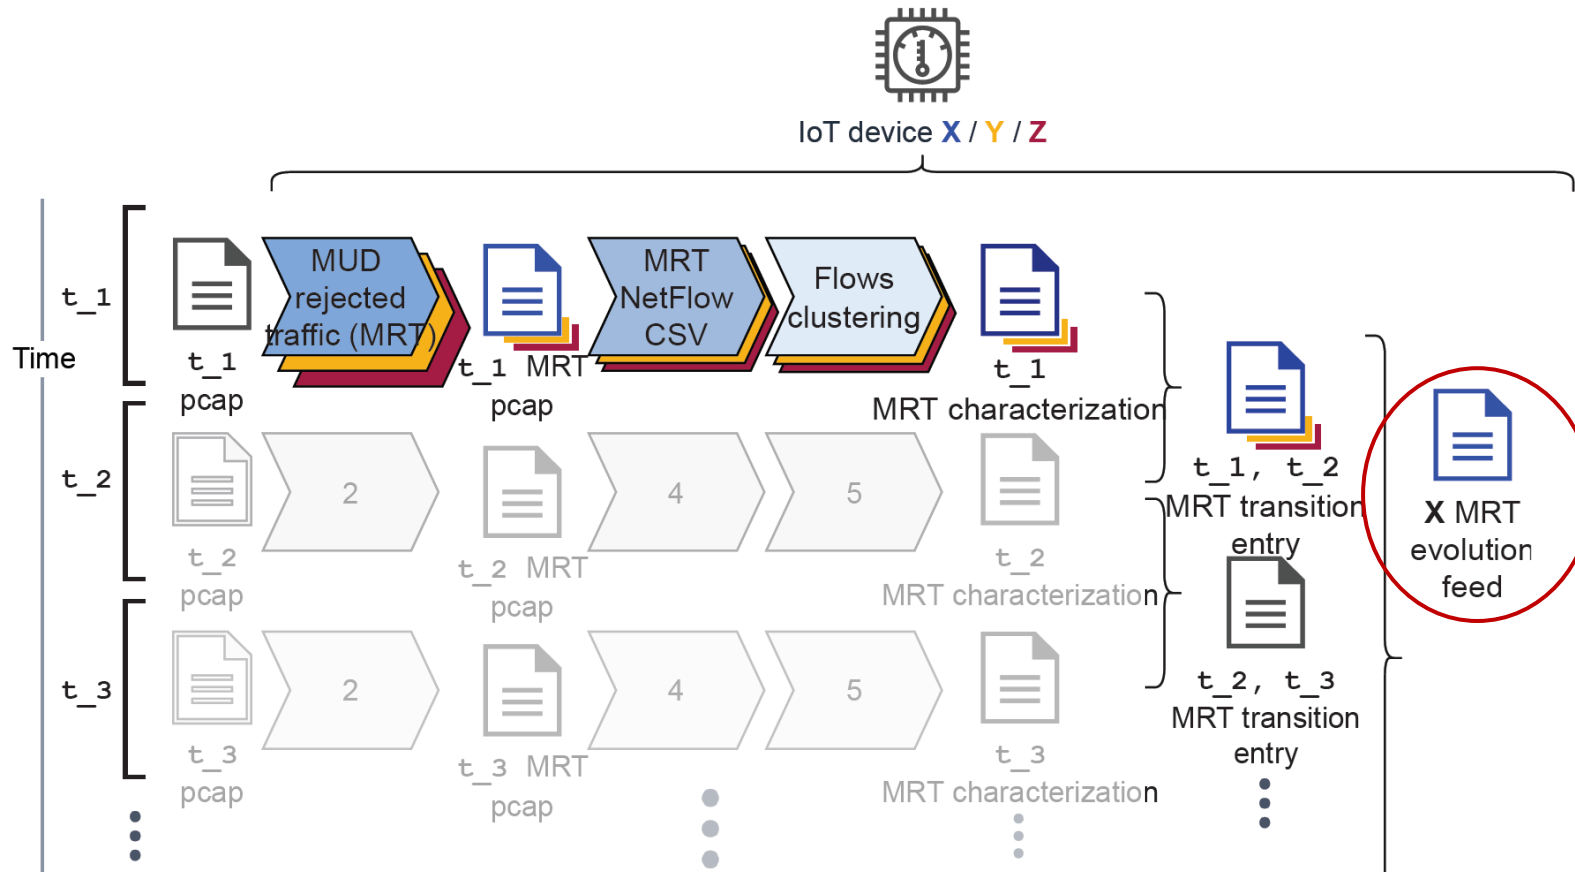 IoT device X / Y / Z
Time
t_1
t_1
pcap
MUD
rejected
traffic (MRT)
t_1 MRT
pcap
MRT
NetFlow
CSV
Flows
clustering
t_1
MRT characterization
t_2
t_2
pcap
2
t_2 MRT
pcap
4
5
t_2
MRT characterization
t_3
t_3
pcap
2
t_3 MRT
pcap
4
5
t_3
MRT characterization
t_1, t_2
MRT transition
entry
t_2, t_3
MRT transition
entry
X MRT
evolution
feed